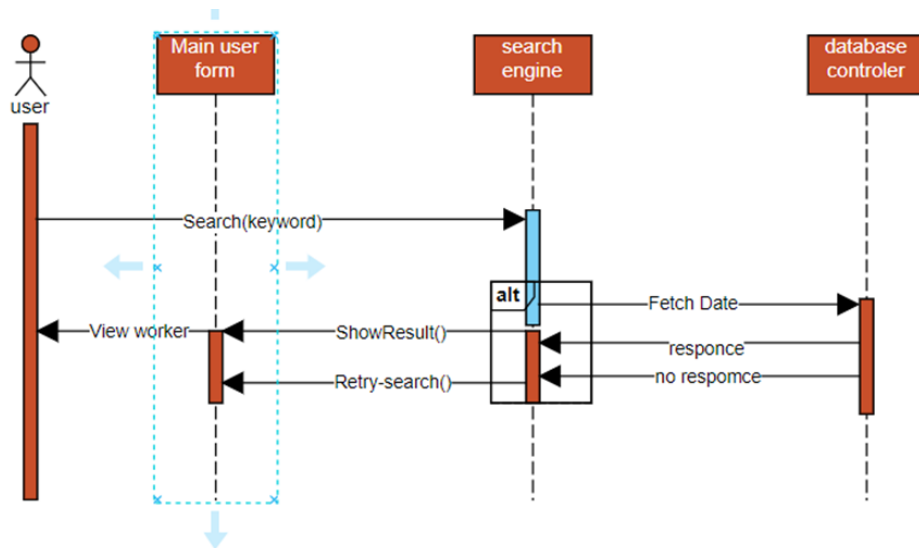 Main user
form
search
engine
database
controler
user
Search(keyword)
alt
Fetch Date
View worker
ShowResult()
responce
no respomce
Retry-search()